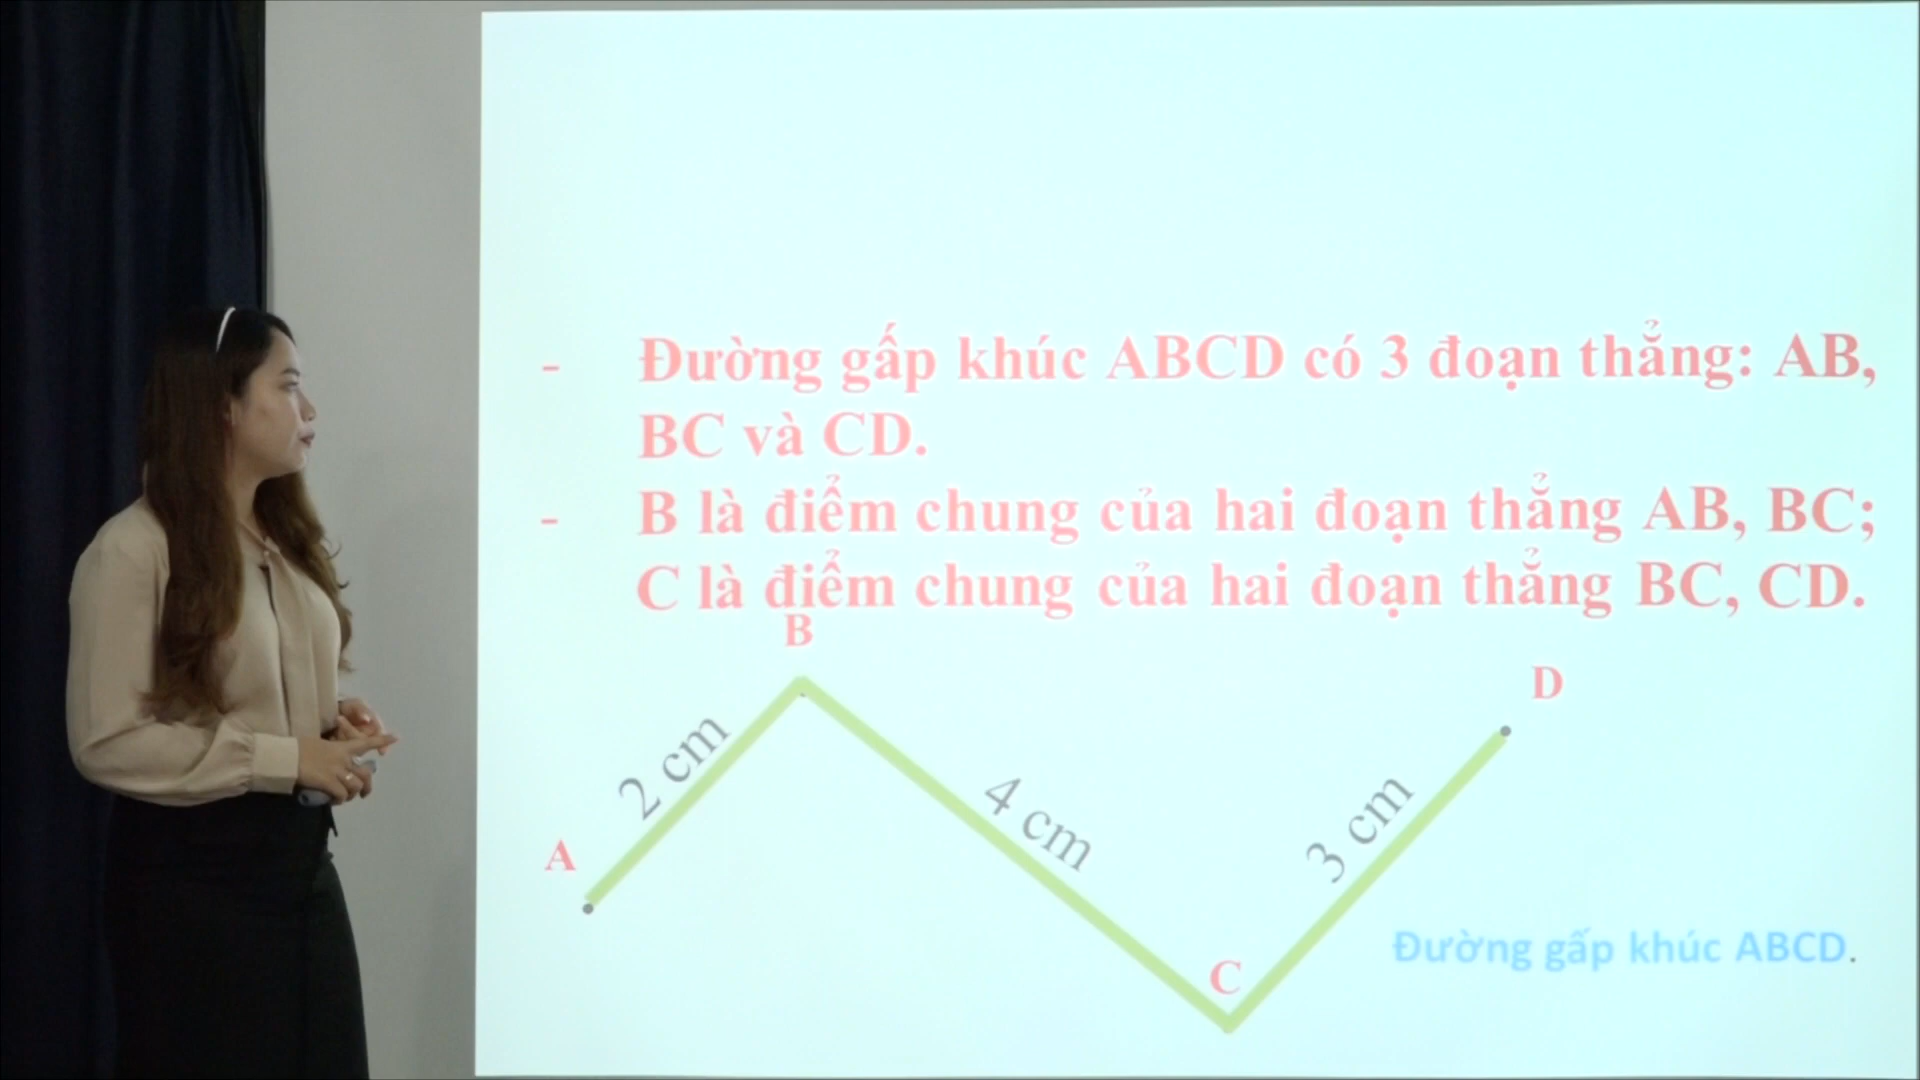 - Đường gấp khúc ABCD có 3 đoạn thẳng: AB,
BC và CD.
- B là điểm chung của hai đoạn thẳng AB, BC;
C là điểm chung của hai đoạn thẳng BC, CD.
B
D
2 cm
4 cm
3 cm
A
Đường gấp khúc ABCD.
C